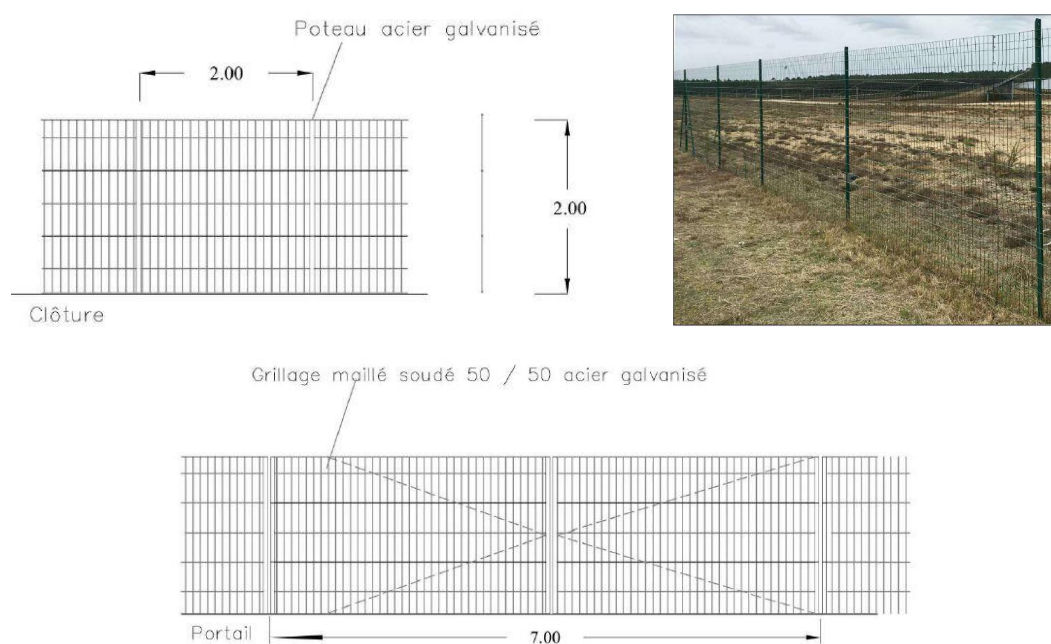 Poteau acier galvanisé
2.00
2.00
Clôture
Grillage maillé soudé 50 / 50 acier galvanisé
Portail
7.00